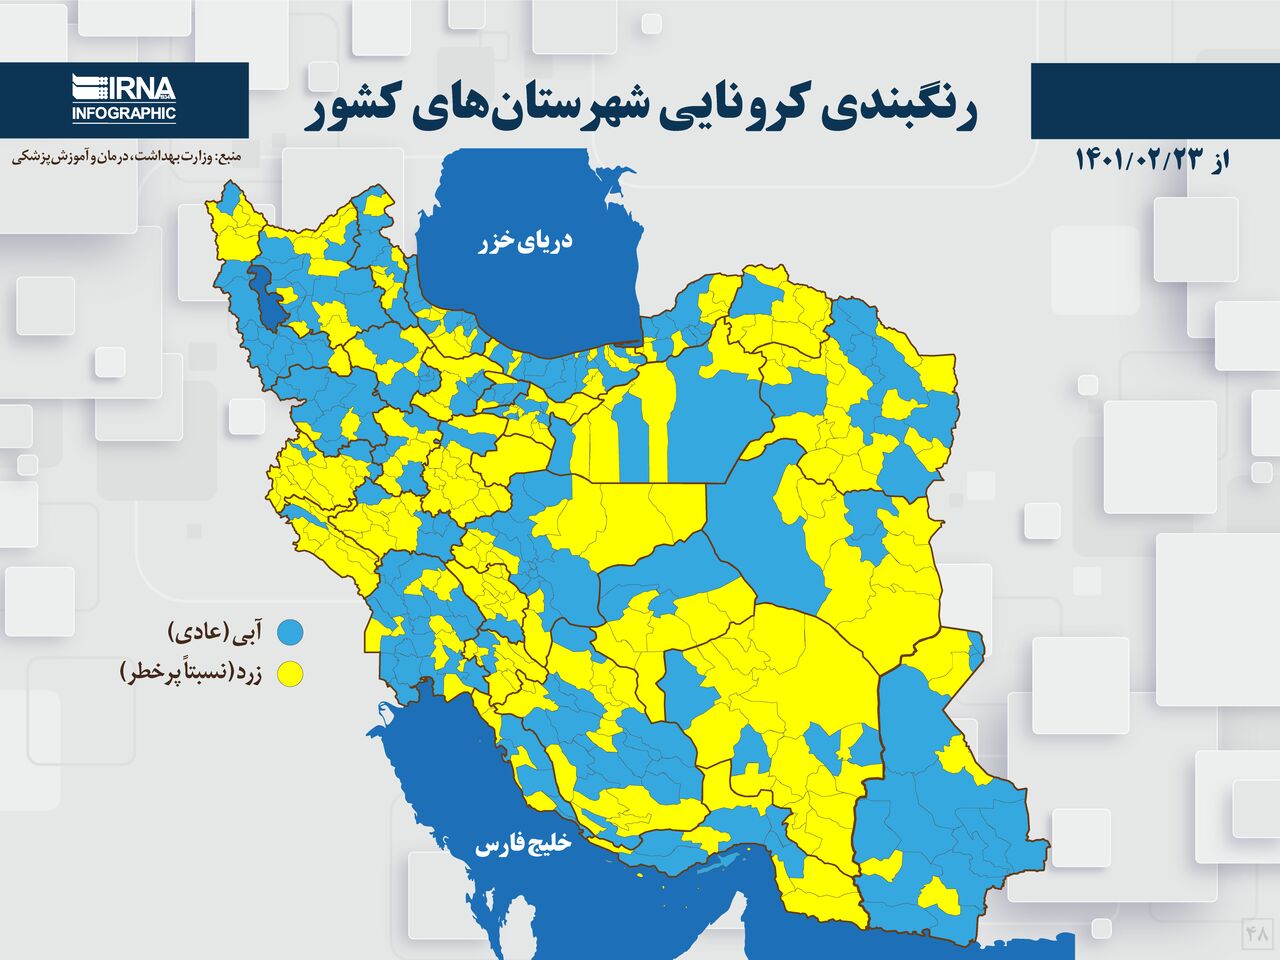 IRNA
INFOGRAPHIC
رنگبندی کرونایی شهرستان‌های کشور
منبع: وزارت بهداشت، درمان و آموزش پزشکی
از ۱۴۰۱/۰۲/۲۳
دریای خزر
آبی (عادی)
زرد (نسبتاً پرخطر)
خلیج فارس
۴۸